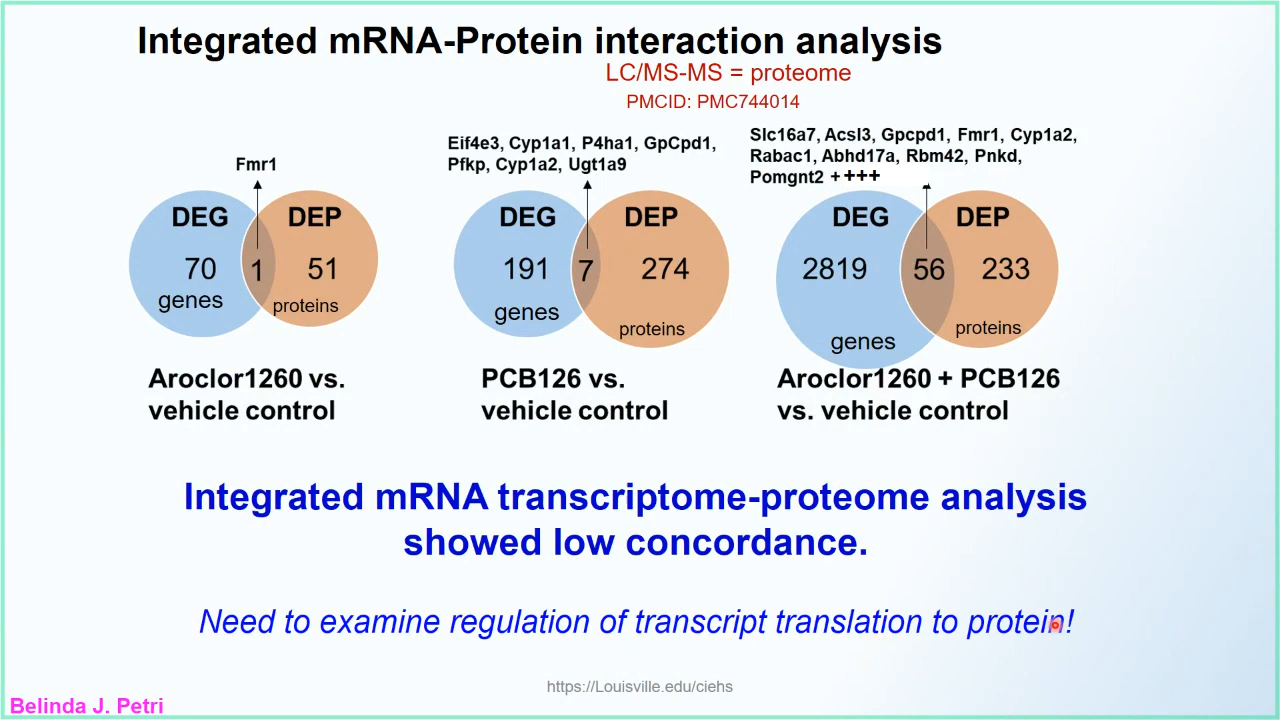 Integrated mRNA-Protein interaction analysis
LC/MS-MS = proteome
PMCID: PMC744014
Fmr1
DEG
DEP
70
1
51
genes
proteins
Aroclor1260 vs.
vehicle control
Eif4e3, Cyp1a1, P4ha1, GpCpd1,
Pfkp, Cyp1a2, Ugt1a9
DEG
DEP
191
7
274
genes
proteins
PCB126 vs.
vehicle control
Slc16a7, Acsl3, Gpcpd1, Fmr1, Cyp1a2,
Rabac1, Abhd17a, Rbm42, Pnkd,
Pomgnt2 + +++
DEG
DEP
2819
56
233
genes
proteins
Aroclor1260 + PCB126
vs. vehicle control
Integrated mRNA transcriptome-proteome analysis
showed low concordance.
Need to examine regulation of transcript translation to protein!
https://Louisville.edu/ciehs
Belinda J. Petri